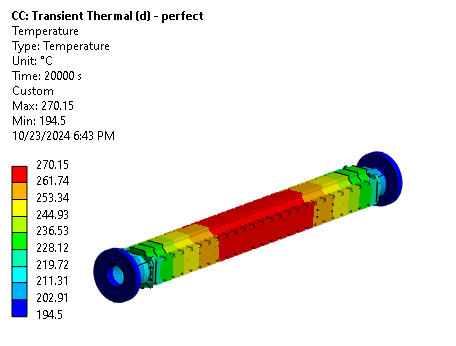 CC: Transient Thermal (d) - perfect
Temperature
Type: Temperature
Unit: °C
Time: 20000 s
Custom
Max: 270.15
Min: 194.5
10/23/2024 6:43 PM
270.15
261.74
253.34
244.93
236.53
228.12
219.72
211.31
202.91
194.5